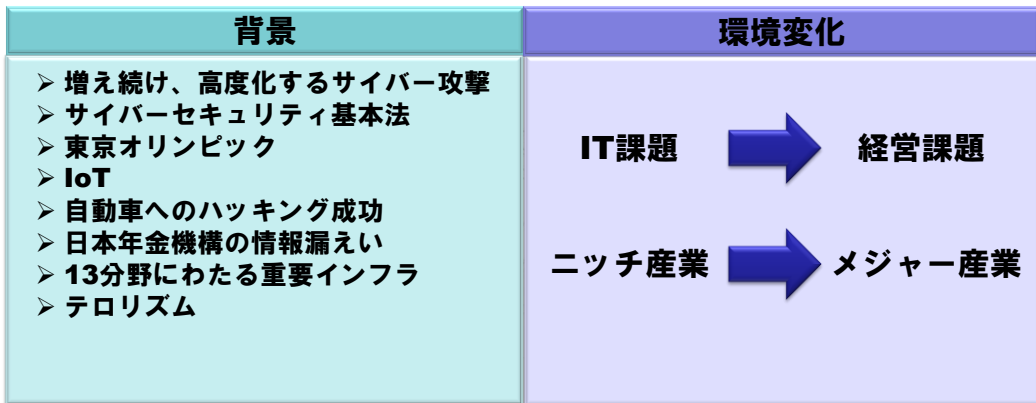 背景
➢ 増え続け、高度化するサイバー攻撃
➢ サイバーセキュリティ基本法
➢ 東京オリンピック
➢ IoT
➢ 自動車へのハッキング成功
➢ 日本年金機構の情報漏えい
➢ 13分野にわたる重要インフラ
➢ テロリズム
環境変化
IT課題 経営課題
ニッチ産業 メジャー産業